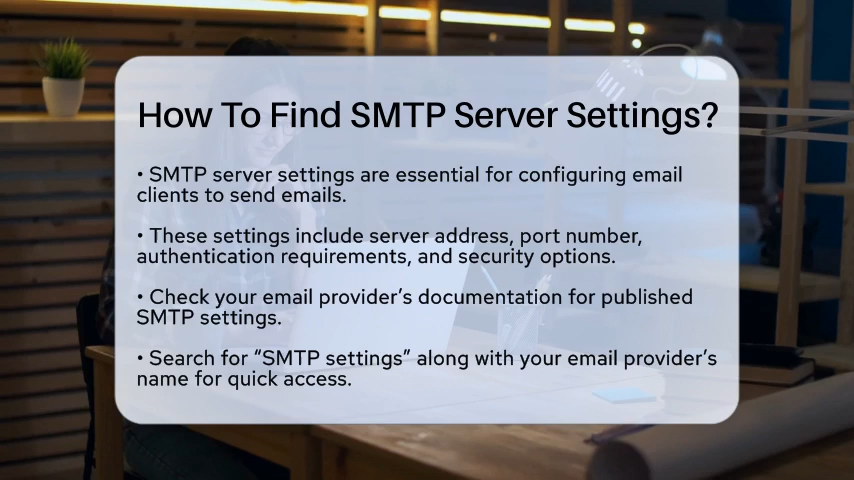 How To Find SMTP Server Settings?
• SMTP server settings are essential for configuring email
clients to send emails.
• These settings include server address, port number,
authentication requirements, and security options.
• Check your email provider’s documentation for published
SMTP settings.
• Search for “SMTP settings” along with your email provider’s
name for quick access.